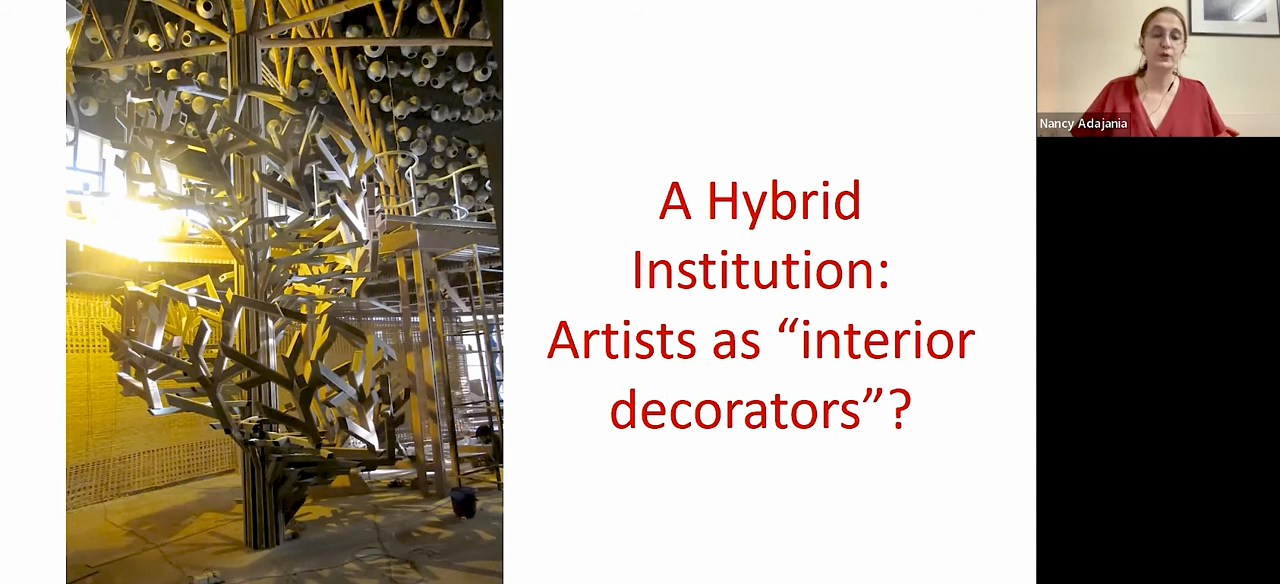 A Hybrid
Institution:
Artists as “interior
decorators”?
Nancy Adajania